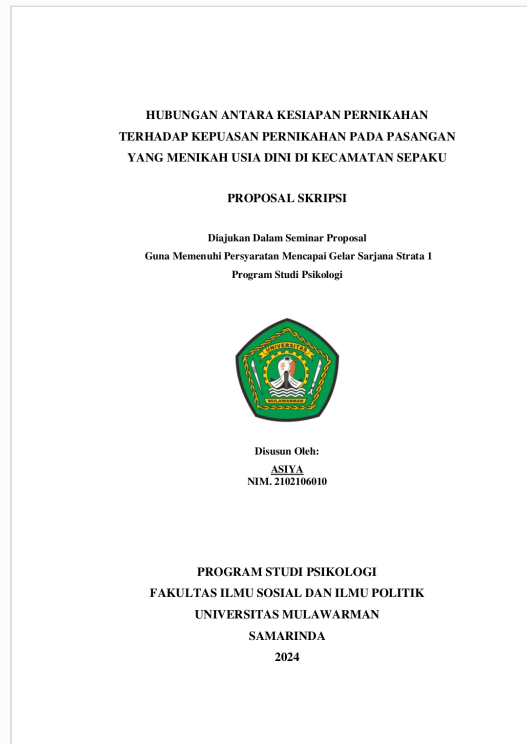 HUBUNGAN ANTARA KESIAPAN PERNIKAHAN
TERHADAP KEPUASAN PERNIKAHAN PADA PASANGAN
YANG MENIKAH USIA DINI DI KECAMATAN SEPAKU
PROPOSAL SKRIPSI
Diajukan Dalam Seminar Proposal
Guna Memenuhi Persyaratan Mencapai Gelar Sarjana Strata 1
Program Studi Psikologi
UNIVERSITAS
MULAWARMAN
Disusun Oleh:
ASIYA
NIM. 2102106010
PROGRAM STUDI PSIKOLOGI
FAKULTAS ILMU SOSIAL DAN ILMU POLITIK
UNIVERSITAS MULAWARMAN
SAMARINDA
2024